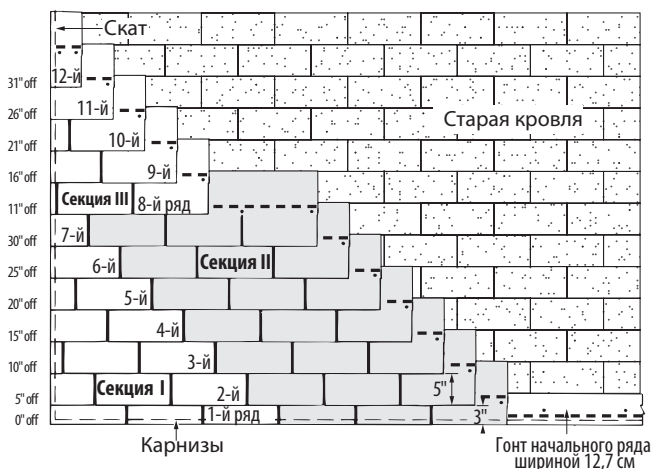 Скат
12-й
31" off
11-й
26" off
Старая кровля
10-й
21" off
9-й
16" off
Секция III
8-й ряд
11" off
7-й
30" off
6-й
Секция II
25" off
5-й
20" off
4-й
15" off
3-й
10" off
Секция I
2-й
5"
5" off
1-й ряд
3"
0" off
Карнизы
Гонт начального ряда
шириной 12,7 см